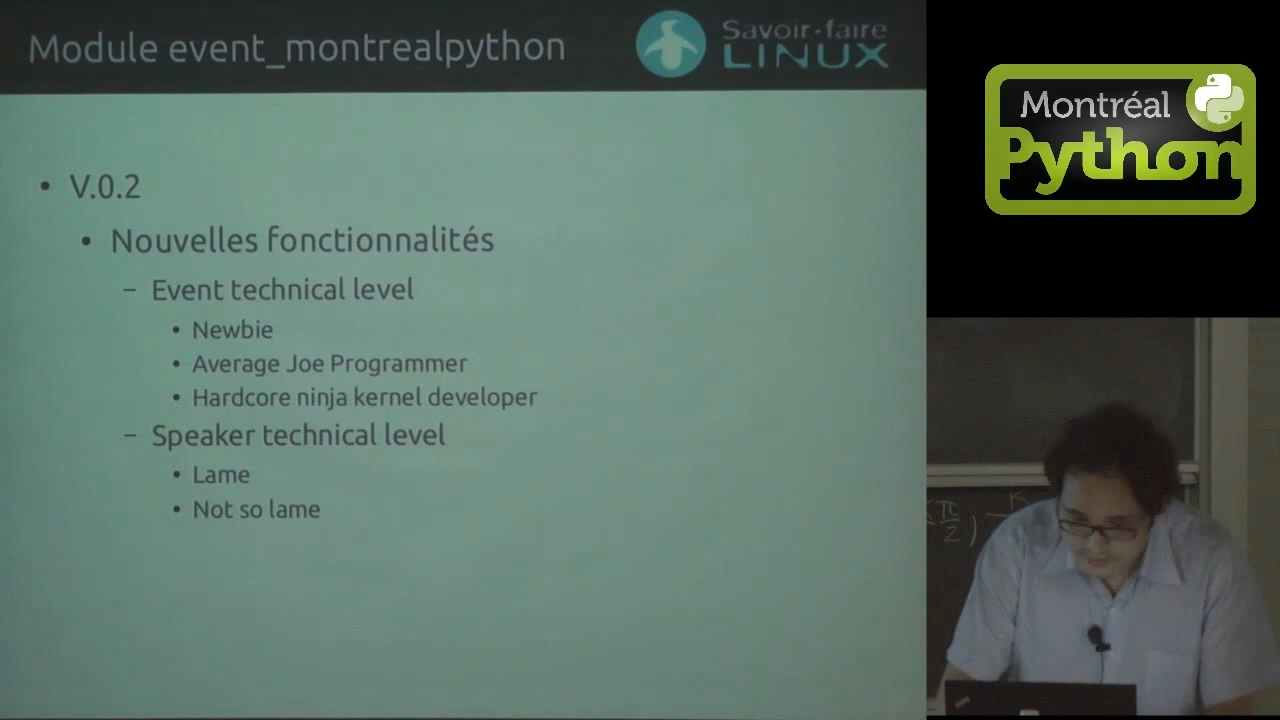 Module event_montrealpython
Savoir-faire
LINUX
• V.0.2
• Nouvelles fonctionnalités
– Event technical level
• Newbie
• Average Joe Programmer
• Hardcore ninja kernel developer
– Speaker technical level
• Lame
• Not so lame
Montréal
Python
π
2 )
K